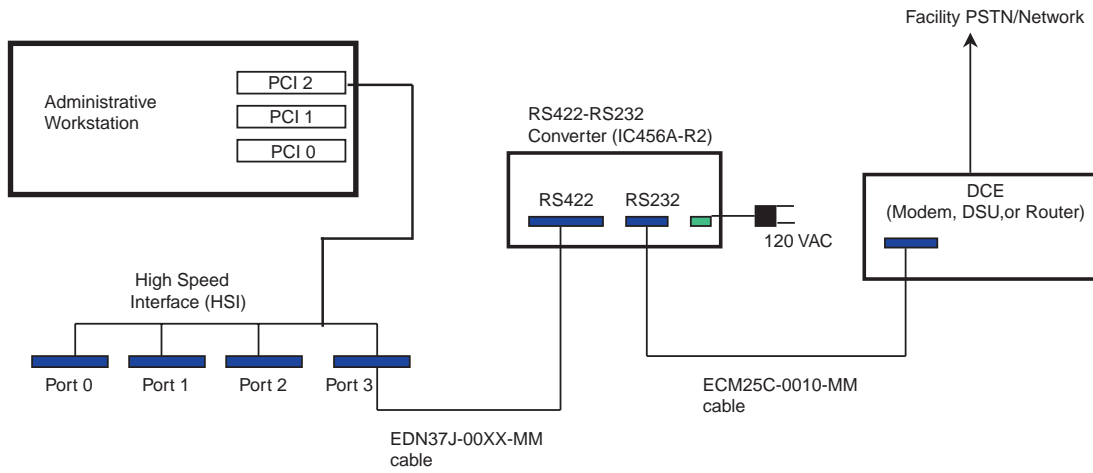 Facility PSTN/Network
Administrative
Workstation
PCI 2
PCI 1
PCI 0
RS422-RS232
Converter (IC456A-R2)
RS422
RS232
120 VAC
DCE
(Modem, DSU,or Router)
High Speed
Interface (HSI)
Port 0
Port 1
Port 2
Port 3
EDN37J-00XX-MM
cable
ECM25C-0010-MM
cable